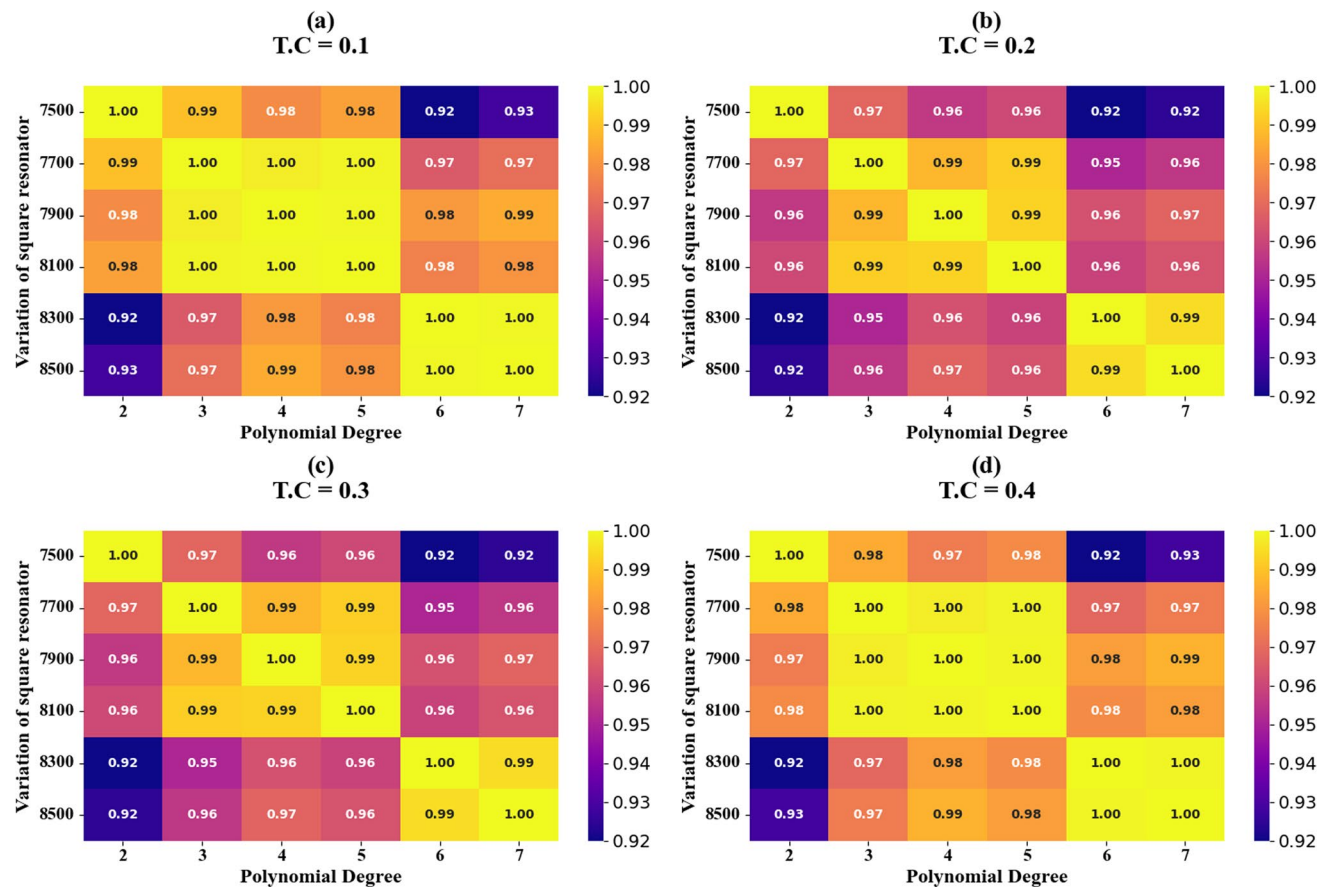 (a)
T.C = 0.1
Variation of square resonator
7500 1.00 0.99 0.98 0.98 0.92 0.93
7700 0.99 1.00 1.00 1.00 0.97 0.97
7900 0.98 1.00 1.00 1.00 0.98 0.99
8100 0.98 1.00 1.00 1.00 0.98 0.98
8300 0.92 0.97 0.98 0.98 1.00 1.00
8500 0.93 0.97 0.99 0.98 1.00 1.00
2 3 4 5 6 7
Polynomial Degree
1.00
0.99
0.98
0.97
0.96
0.95
0.94
0.93
0.92
(b)
T.C = 0.2
Variation of square resonator
7500 1.00 0.97 0.96 0.96 0.92 0.92
7700 0.97 1.00 0.99 0.99 0.95 0.96
7900 0.96 0.99 1.00 0.99 0.96 0.97
8100 0.96 0.99 0.99 1.00 0.96 0.96
8300 0.92 0.95 0.96 0.96 1.00 0.99
8500 0.92 0.96 0.97 0.96 0.99 1.00
2 3 4 5 6 7
Polynomial Degree
1.00
0.99
0.98
0.97
0.96
0.95
0.94
0.93
0.92
(c)
T.C = 0.3
Variation of square resonator
7500 1.00 0.97 0.96 0.96 0.92 0.92
7700 0.97 1.00 0.99 0.99 0.95 0.96
7900 0.96 0.99 1.00 0.99 0.96 0.97
8100 0.96 0.99 0.99 1.00 0.96 0.96
8300 0.92 0.95 0.96 0.96 1.00 0.99
8500 0.92 0.96 0.97 0.96 0.99 1.00
2 3 4 5 6 7
Polynomial Degree
1.00
0.99
0.98
0.97
0.96
0.95
0.94
0.93
0.92
(d)
T.C = 0.4
Variation of square resonator
7500 1.00 0.98 0.97 0.98 0.92 0.93
7700 0.98 1.00 1.00 1.00 0.97 0.97
7900 0.97 1.00 1.00 1.00 0.98 0.99
8100 0.98 1.00 1.00 1.00 0.98 0.98
8300 0.92 0.97 0.98 0.98 1.00 1.00
8500 0.93 0.97 0.99 0.98 1.00 1.00
2 3 4 5 6 7
Polynomial Degree
1.00
0.99
0.98
0.97
0.96
0.95
0.94
0.93
0.92